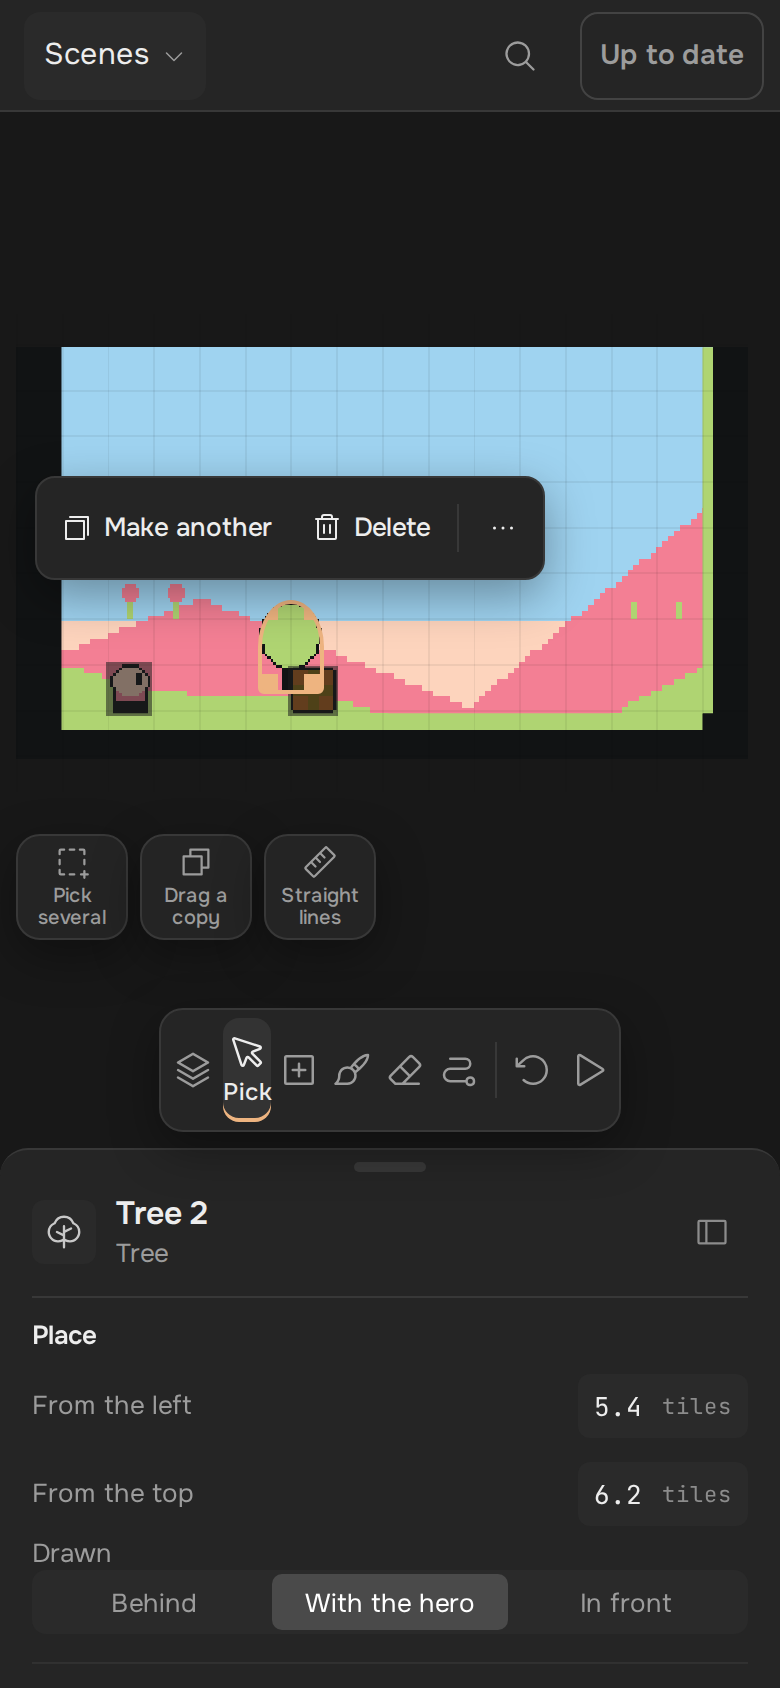 Scenes
Up to date
Make another
Delete
Pick several
Drag a copy
Straight lines
Pick
Tree 2
Tree
Place
From the left
5.4 tiles
From the top
6.2 tiles
Drawn
Behind
With the hero
In front